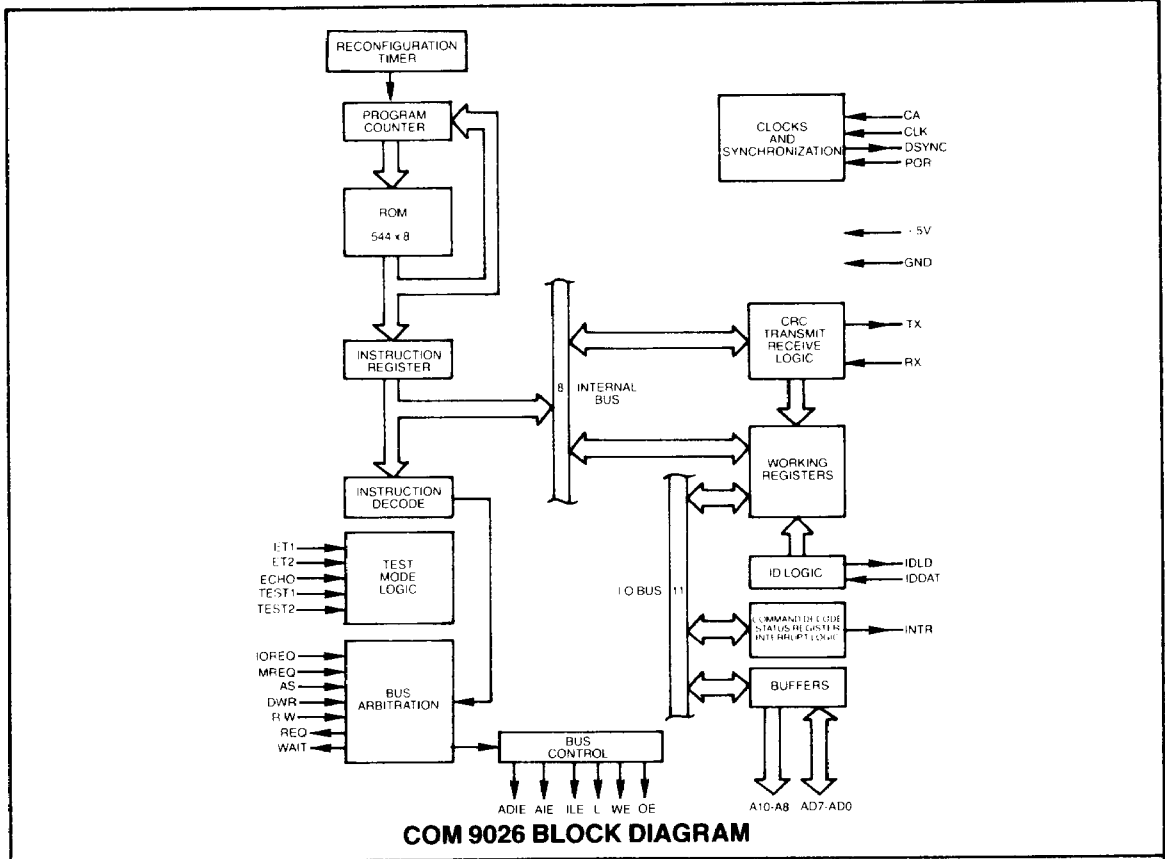 RECONFIGURATION
TIMER
PROGRAM
COUNTER
ROM
544 x 8
INSTRUCTION
REGISTER
INSTRUCTION
DECODE
ET1
ET2
ECHO
TEST1
TEST2
TEST
MODE
LOGIC
IOREQ
MREQ
AS
DWR
R W
REQ
WAIT
BUS
ARBITRATION
BUS
CONTROL
ADIE AIE ILE L WE OE
8 INTERNAL
BUS
I O BUS 11
CLOCKS
AND
SYNCHRONIZATION
CA
CLK
DSYNC
POR
5V
GND
CRC
TRANSMIT
RECEIVE
LOGIC
TX
RX
WORKING
REGISTERS
ID LOGIC
IDLD
IDDAT
COMMAND DECODE
STATUS REGISTER
INTERRUPT LOGIC
INTR
BUFFERS
A10-A8 AD7-AD0
COM 9026 BLOCK DIAGRAM